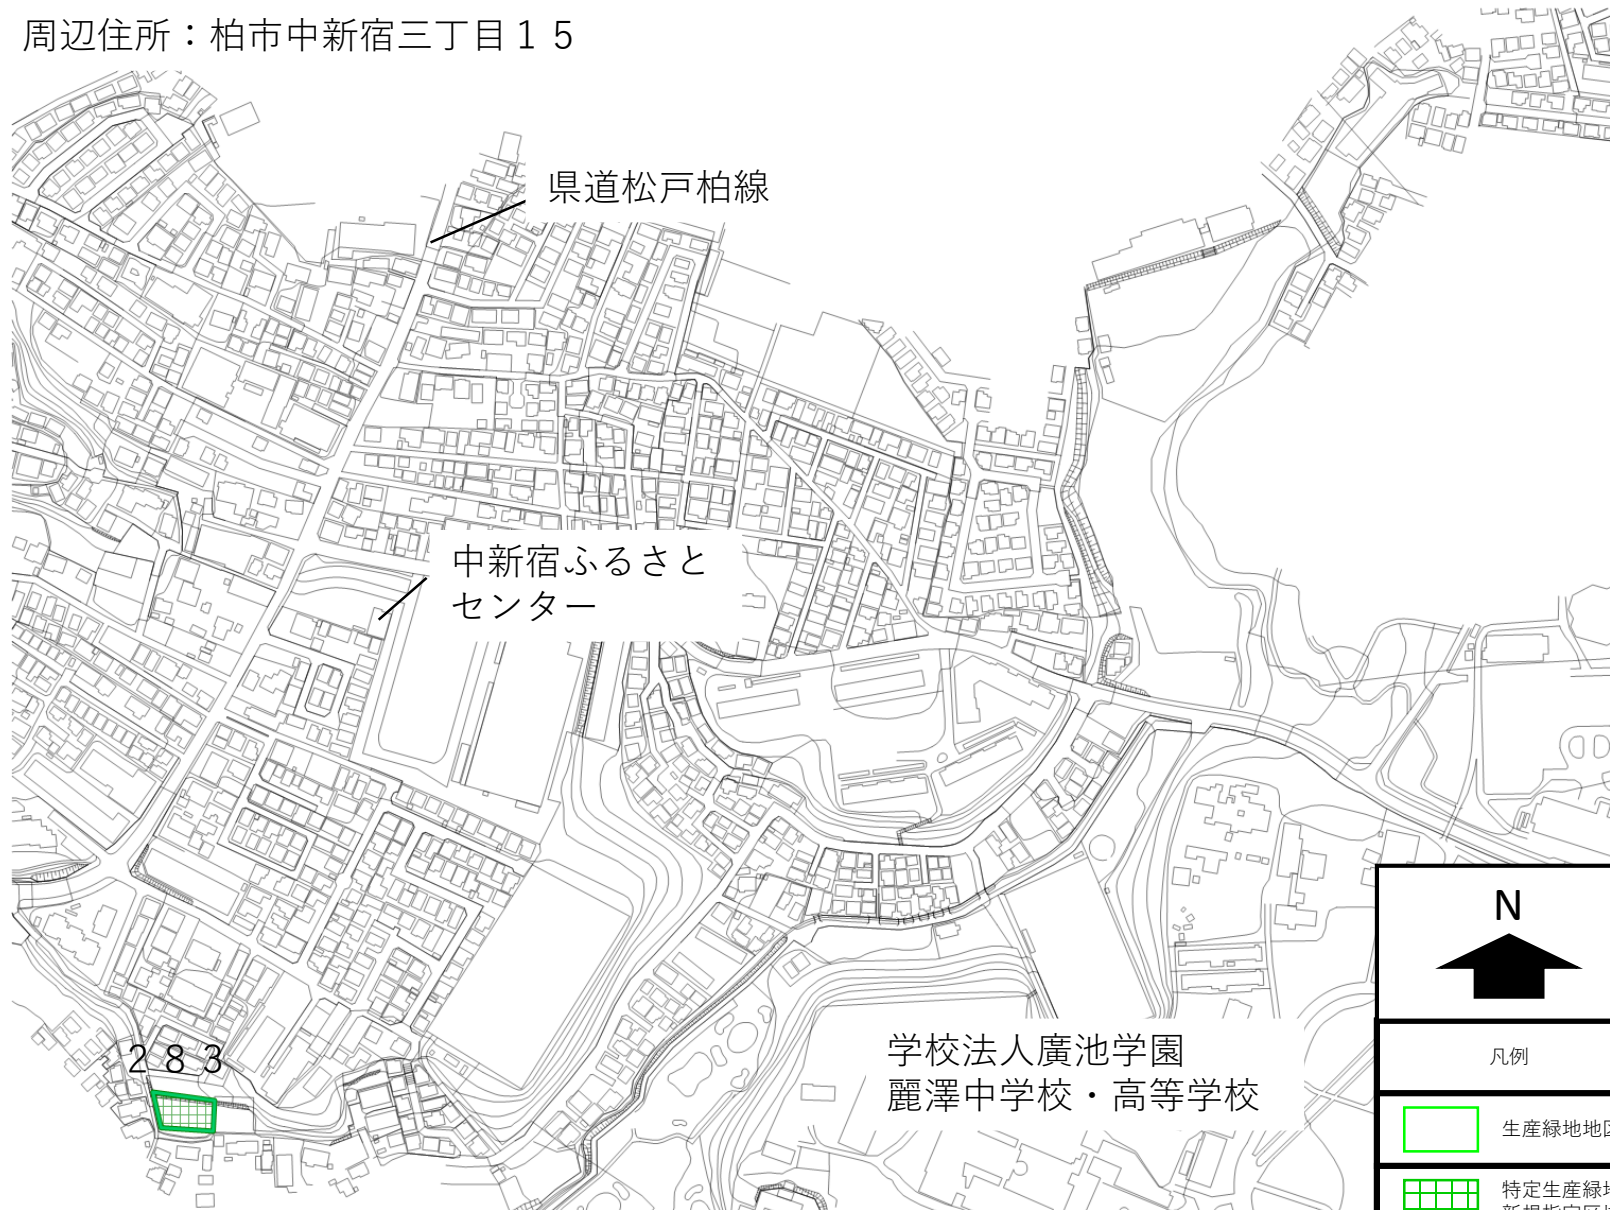 周辺住所：柏市中新宿三丁目１５
県道松戸柏線
中新宿ふるさと
センター
２８３
学校法人廣池学園
麗澤中学校・高等学校
N
凡例
生産緑地地区
特定生産緑地